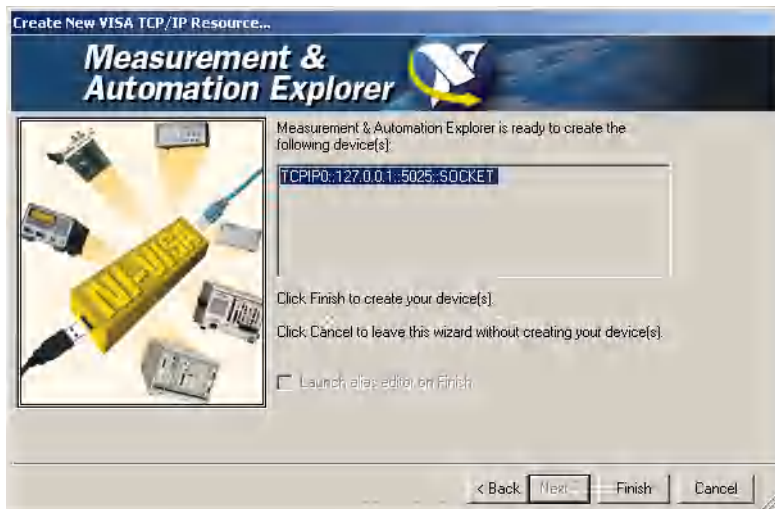 Create New VISA TCP/IP Resource...
Measurement &
Automation Explorer
NI-VISA
Measurement & Automation Explorer is ready to create the
following device(s):
TCPIP0::127.0.0.1::5025::SOCKET
Click Finish to create your device(s).
Click Cancel to leave this wizard without creating your device(s).
Launch alias editor on Finish
< Back
Next >
Finish
Cancel